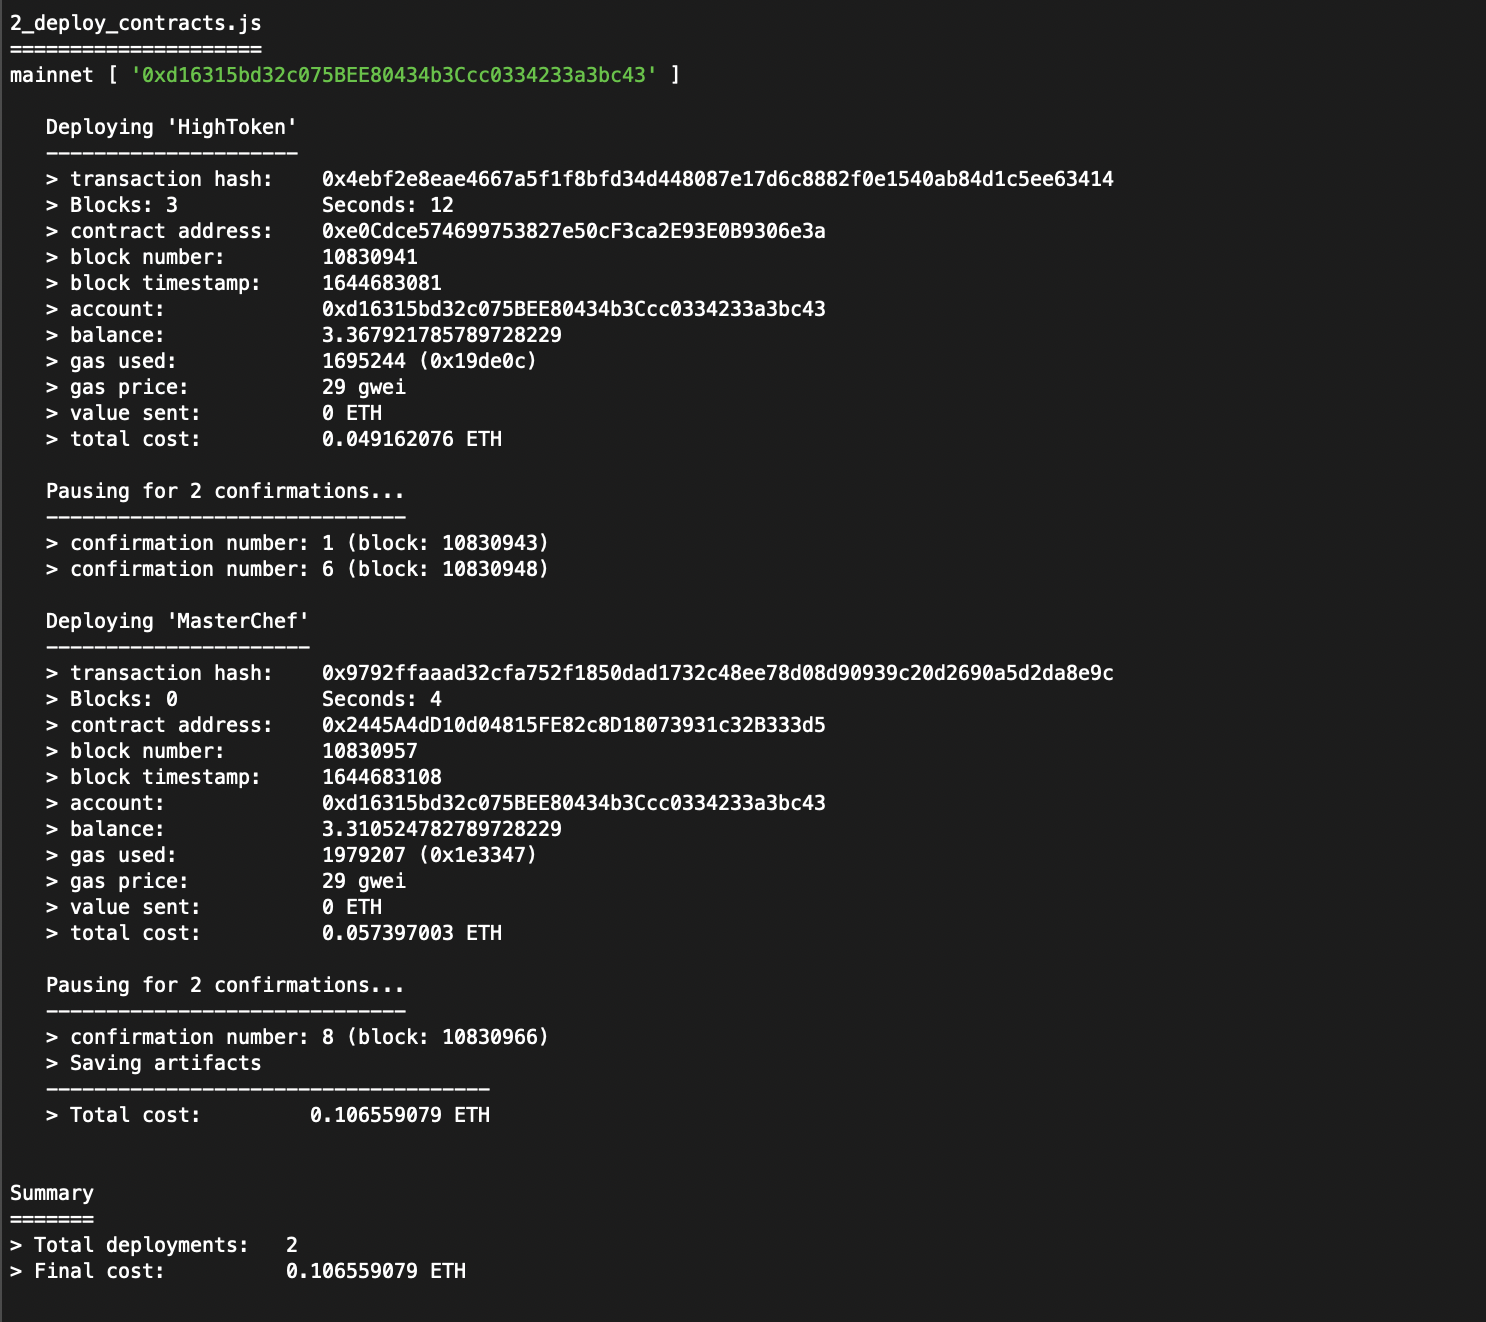 2_deploy_contracts.js
=====================
mainnet [ '0xd16315bd32c075BEE80434b3Ccc0334233a3bc43' ]
Deploying 'HighToken'
---------------------
> transaction hash:    0x4ebf2e8eae4667a5f1f8bfd34d448087e17d6c8882f0e1540ab84d1c5ee63414
> Blocks: 3            Seconds: 12
> contract address:    0xe0Cdce574699753827e50cF3ca2E93E0B9306e3a
> block number:        10830941
> block timestamp:     1644683081
> account:             0xd16315bd32c075BEE80434b3Ccc0334233a3bc43
> balance:             3.367921785789728229
> gas used:            1695244 (0x19de0c)
> gas price:           29 gwei
> value sent:          0 ETH
> total cost:          0.049162076 ETH
Pausing for 2 confirmations...
------------------------------
> confirmation number: 1 (block: 10830943)
> confirmation number: 6 (block: 10830948)
Deploying 'MasterChef'
----------------------
> transaction hash:    0x9792ffaaad32cfa752f1850dad1732c48ee78d08d90939c20d2690a5d2da8e9c
> Blocks: 0            Seconds: 4
> contract address:    0x2445A4dD10d04815FE82c8D18073931c32B333d5
> block number:        10830957
> block timestamp:     1644683108
> account:             0xd16315bd32c075BEE80434b3Ccc0334233a3bc43
> balance:             3.310524782789728229
> gas used:            1979207 (0x1e3347)
> gas price:           29 gwei
> value sent:          0 ETH
> total cost:          0.057397003 ETH
Pausing for 2 confirmations...
------------------------------
> confirmation number: 8 (block: 10830966)
> Saving artifacts
-------------------------------------
> Total cost:         0.106559079 ETH
Summary
=======
> Total deployments:   2
> Final cost:          0.106559079 ETH